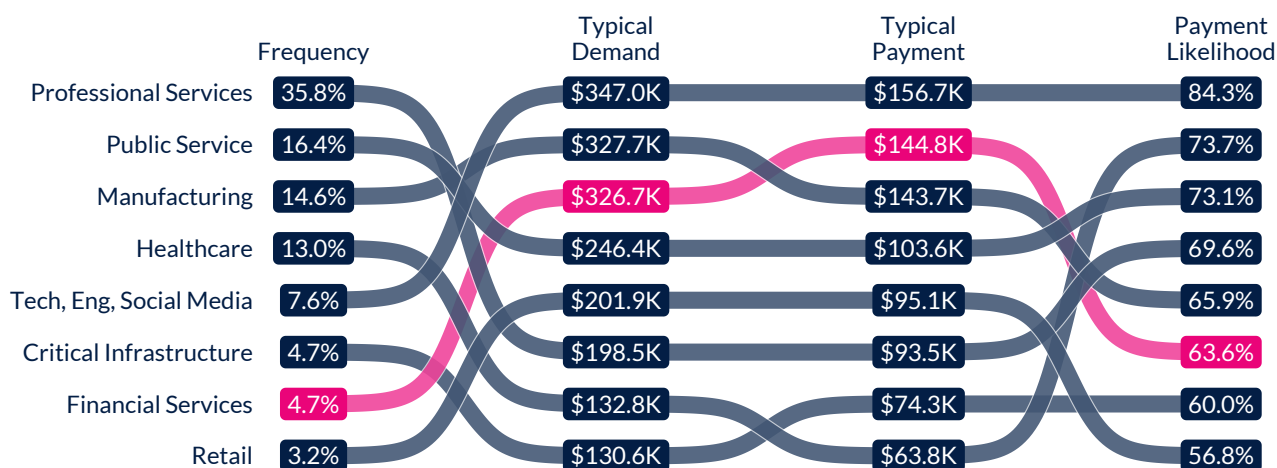 Frequency
Typical
Demand
Typical
Payment
Payment
Likelihood
Professional Services 35.8% $347.0K $156.7K 84.3%
Public Service 16.4% $327.7K $144.8K 73.7%
Manufacturing 14.6% $326.7K $143.7K 73.1%
Healthcare 13.0% $246.4K $103.6K 69.6%
Tech, Eng, Social Media 7.6% $201.9K $95.1K 65.9%
Critical Infrastructure 4.7% $198.5K $93.5K 63.6%
Financial Services 4.7% $132.8K $74.3K 60.0%
Retail 3.2% $130.6K $63.8K 56.8%